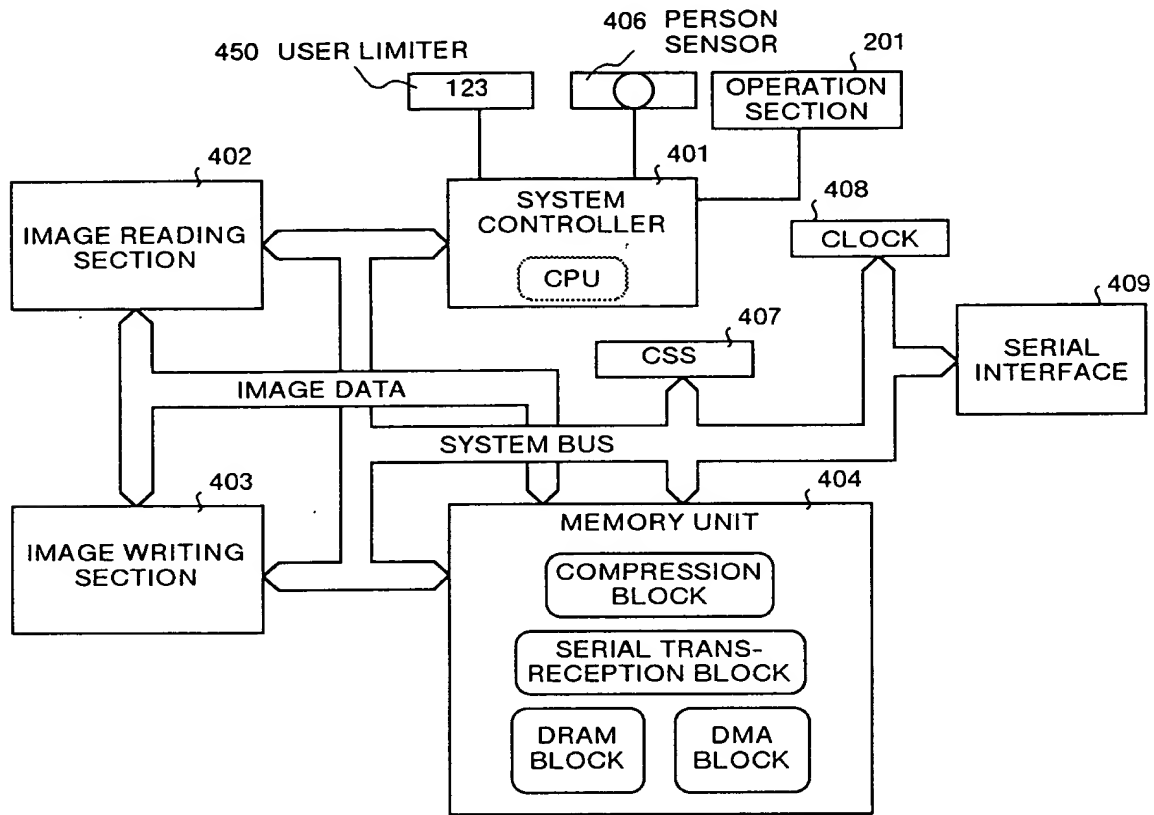 406 PERSON
SENSOR
450 USER LIMITER
201
123
OPERATION
SECTION
402
401
408
SYSTEM
CONTROLLER
IMAGE READING
SECTION
CLOCK
CPU
409
407
CSS
SERIAL
INTERFACE
IMAGE DATA
SYSTEM BUS
403
404
MEMORY UNIT
IMAGE WRITING
SECTION
COMPRESSION
BLOCK
SERIAL TRANS-
RECEPTION BLOCK
DRAM
BLOCK
DMA
BLOCK